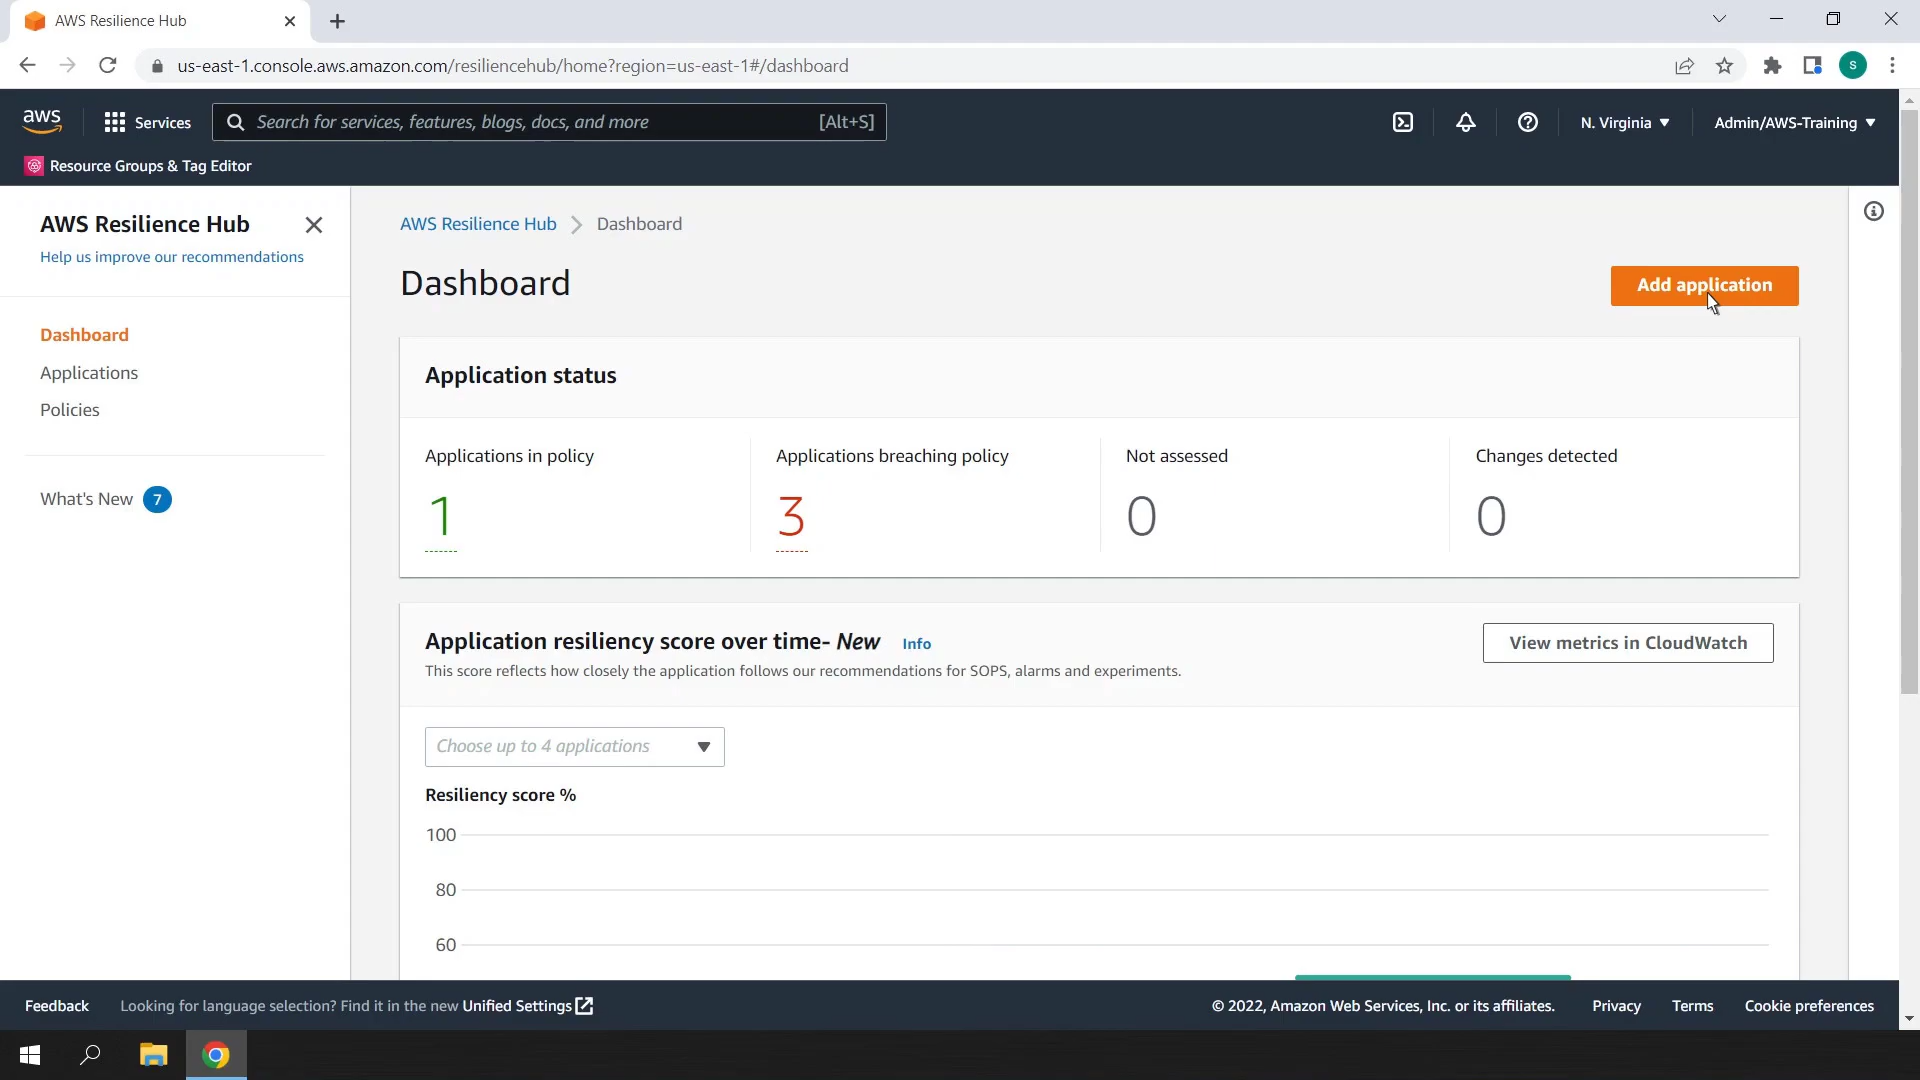 AWS Resilience Hub
us-east-1.console.aws.amazon.com/resiliencehub/home?region=us-east-1#/dashboard
S
aws
Services
Search for services, features, blogs, docs, and more
[Alt+S]
N. Virginia
Admin/AWS-Training
Resource Groups & Tag Editor
AWS Resilience Hub
Help us improve our recommendations
Dashboard
Applications
Policies
What's New 7
AWS Resilience Hub > Dashboard
Dashboard
Add application
Application status
Applications in policy
1
Applications breaching policy
3
Not assessed
0
Changes detected
0
Application resiliency score over time- New Info
This score reflects how closely the application follows our recommendations for SOPS, alarms and experiments.
View metrics in CloudWatch
Choose up to 4 applications
Resiliency score %
100
80
60
Feedback
Looking for language selection? Find it in the new Unified Settings
© 2022, Amazon Web Services, Inc. or its affiliates.
Privacy
Terms
Cookie preferences